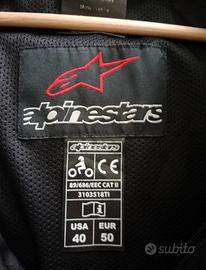 alpinestars
CE
89/686/EEC CAT II
3103518TI
i
USA EUR
40 50
subito